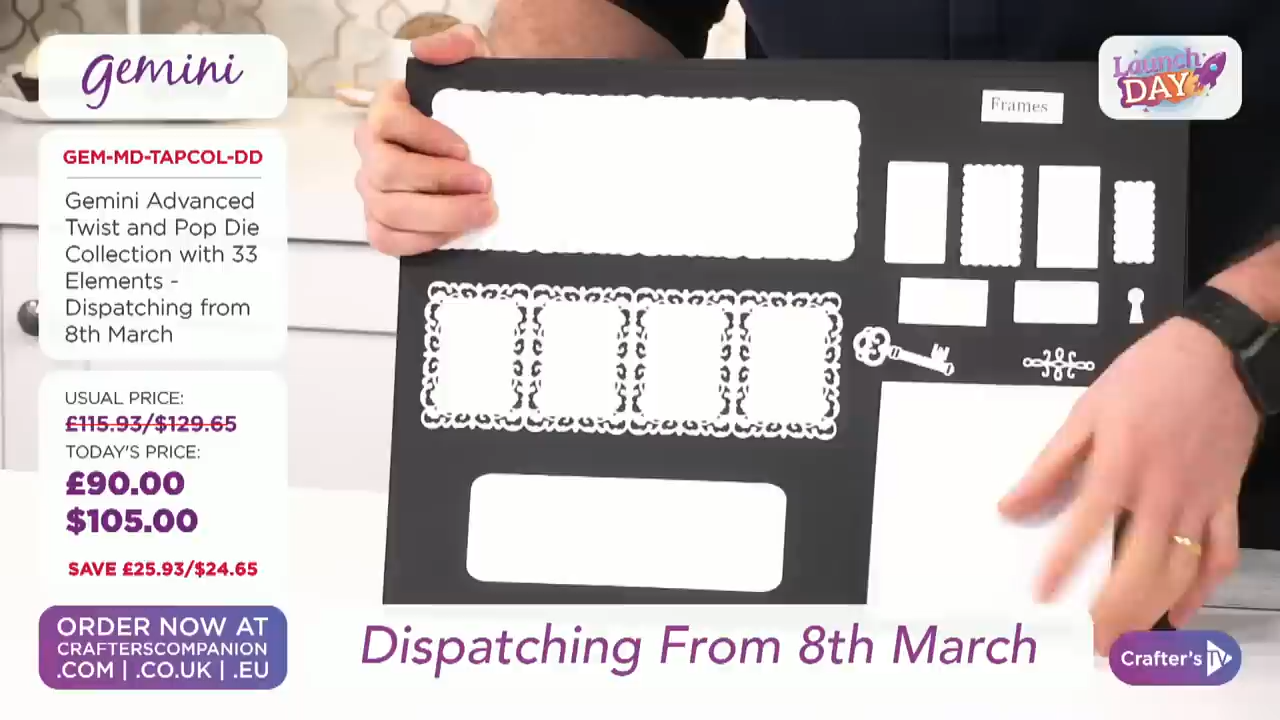 gemini
GEM-MD-TAPCOL-DD
Gemini Advanced
Twist and Pop Die
Collection with 33
Elements -
Dispatching from
8th March
USUAL PRICE:
£115.93/$129.65
TODAY'S PRICE:
£90.00
$105.00
SAVE £25.93/$24.65
ORDER NOW AT
CRAFTERSCOMPANION
.COM | .CO.UK | .EU
Launch
DAY
Frames
Dispatching From 8th March
Crafter's TV